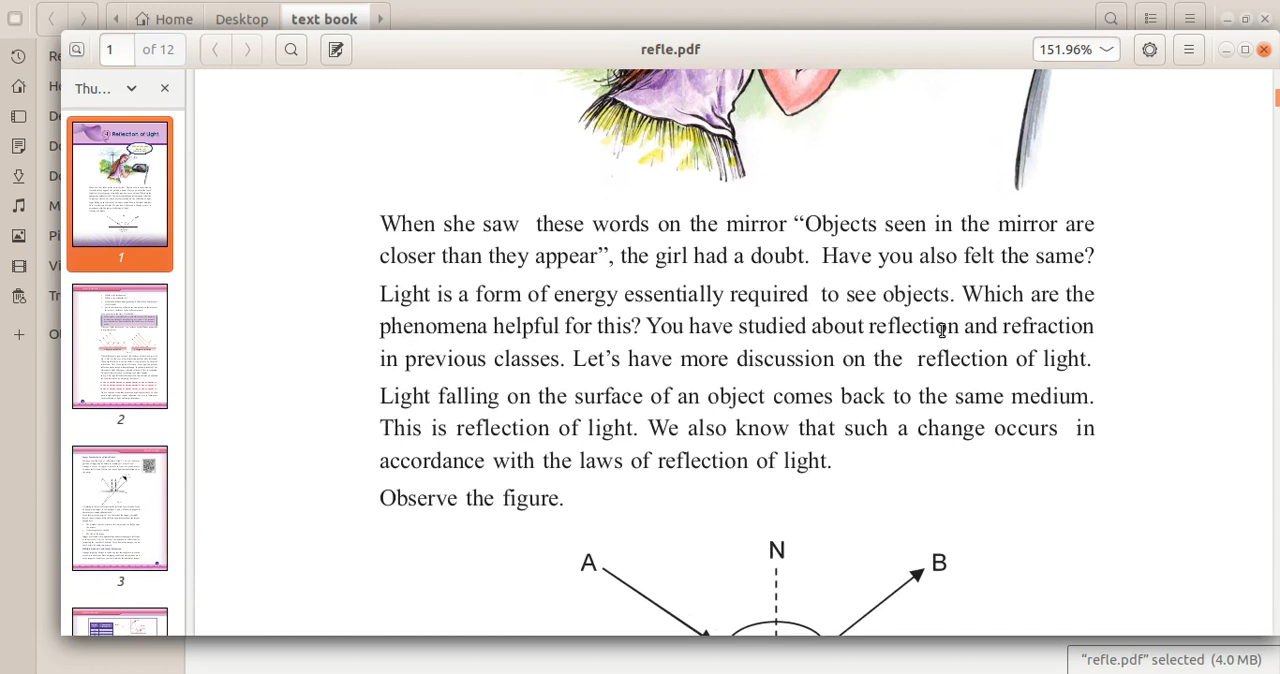 Home Desktop text book
1 of 12 refle.pdf 151.96%
Thu...
Reflection of Light
1
2
3
When she saw these words on the mirror “Objects seen in the mirror are
closer than they appear”, the girl had a doubt. Have you also felt the same?
Light is a form of energy essentially required to see objects. Which are the
phenomena helpful for this? You have studied about reflection and refraction
in previous classes. Let’s have more discussion on the reflection of light.
Light falling on the surface of an object comes back to the same medium.
This is reflection of light. We also know that such a change occurs in
accordance with the laws of reflection of light.
Observe the figure.
N
A B
“refle.pdf” selected (4.0 MB)